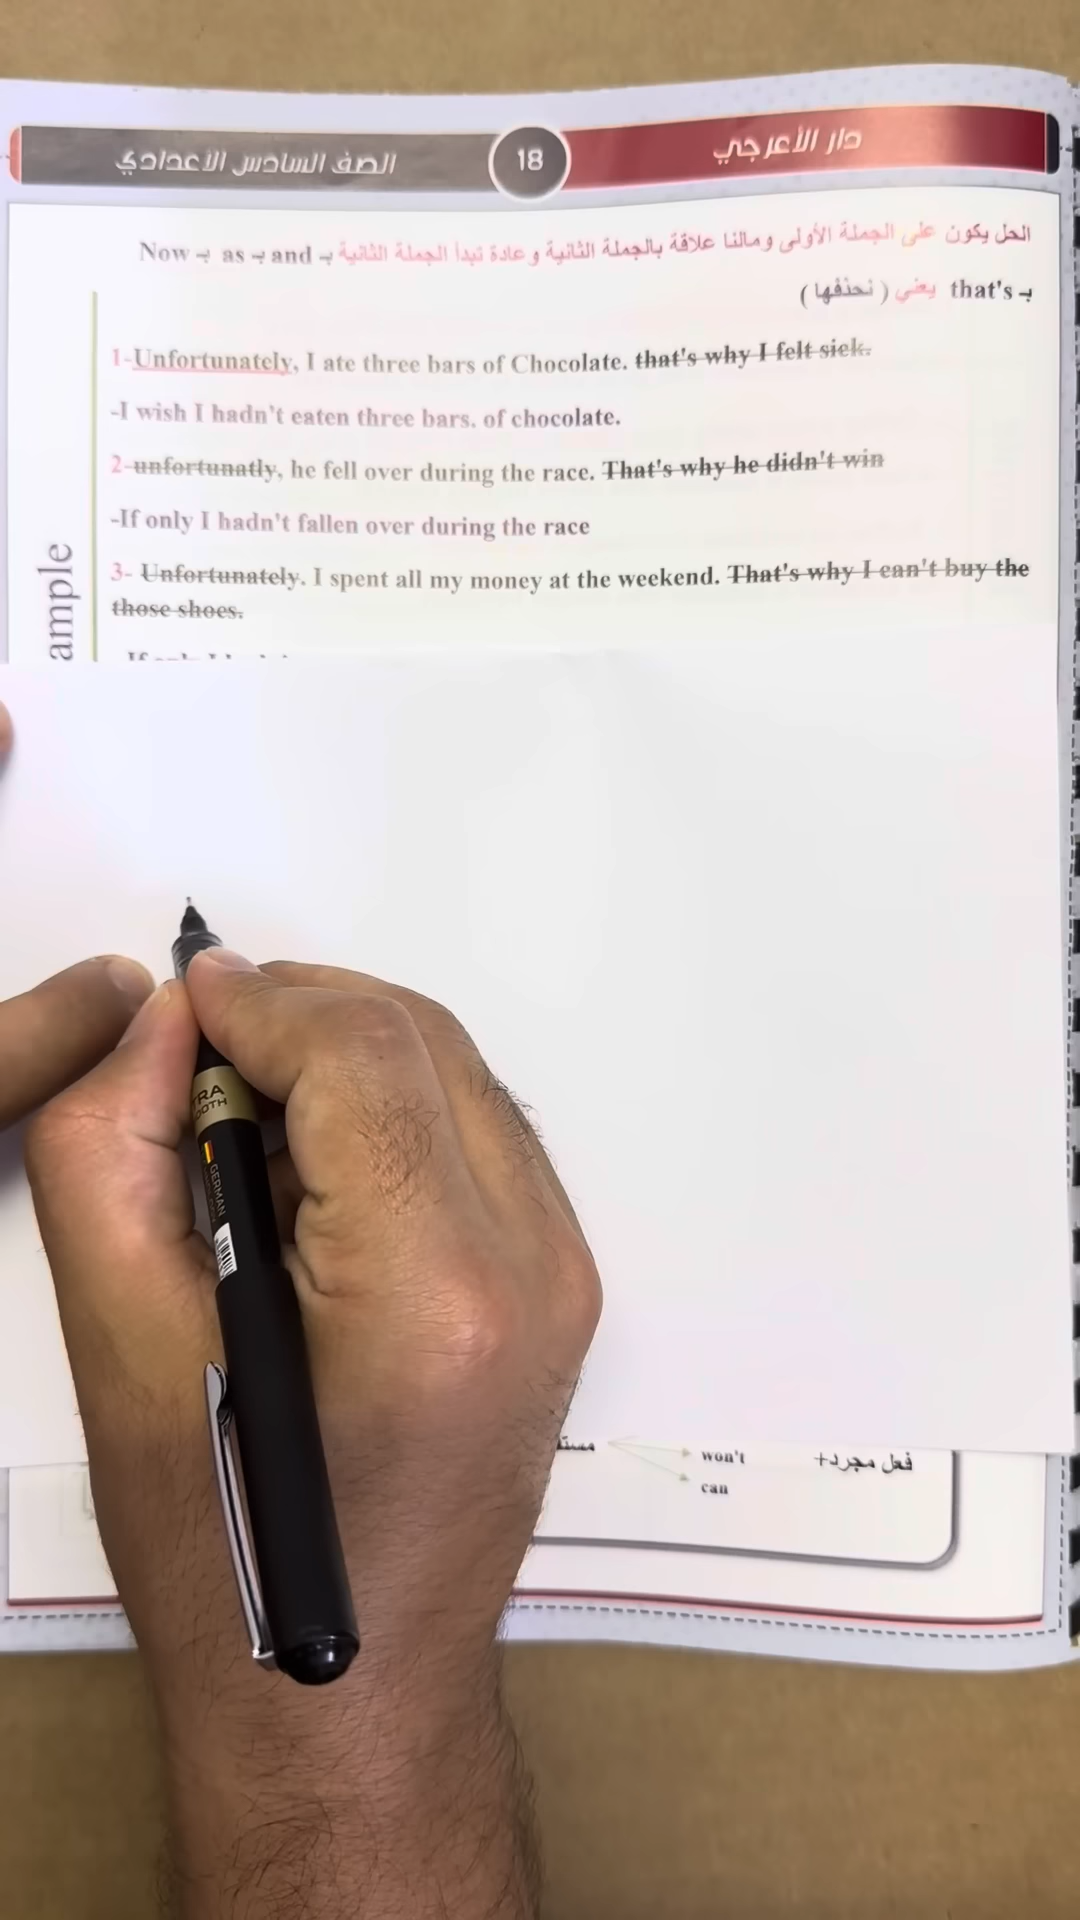 الصف السادس الأعدادي
18
دار الأعرجي
الحل يكون على الجملة الأولى ومالنا علاقة بالجملة الثانية وعادة تبدأ الجملة الثانية بـ and بـ as بـ Now
بـ that's يعني (نحذفها)
1-Unfortunately, I ate three bars of Chocolate. that's why I felt sick.
-I wish I hadn't eaten three bars. of chocolate.
2-unfortunatly, he fell over during the race. That's why he didn't win
-If only I hadn't fallen over during the race
3- Unfortunately. I spent all my money at the weekend. That's why I can't buy the
those shoes.
ample
GERMAN
won't
فعل مجرد+
can